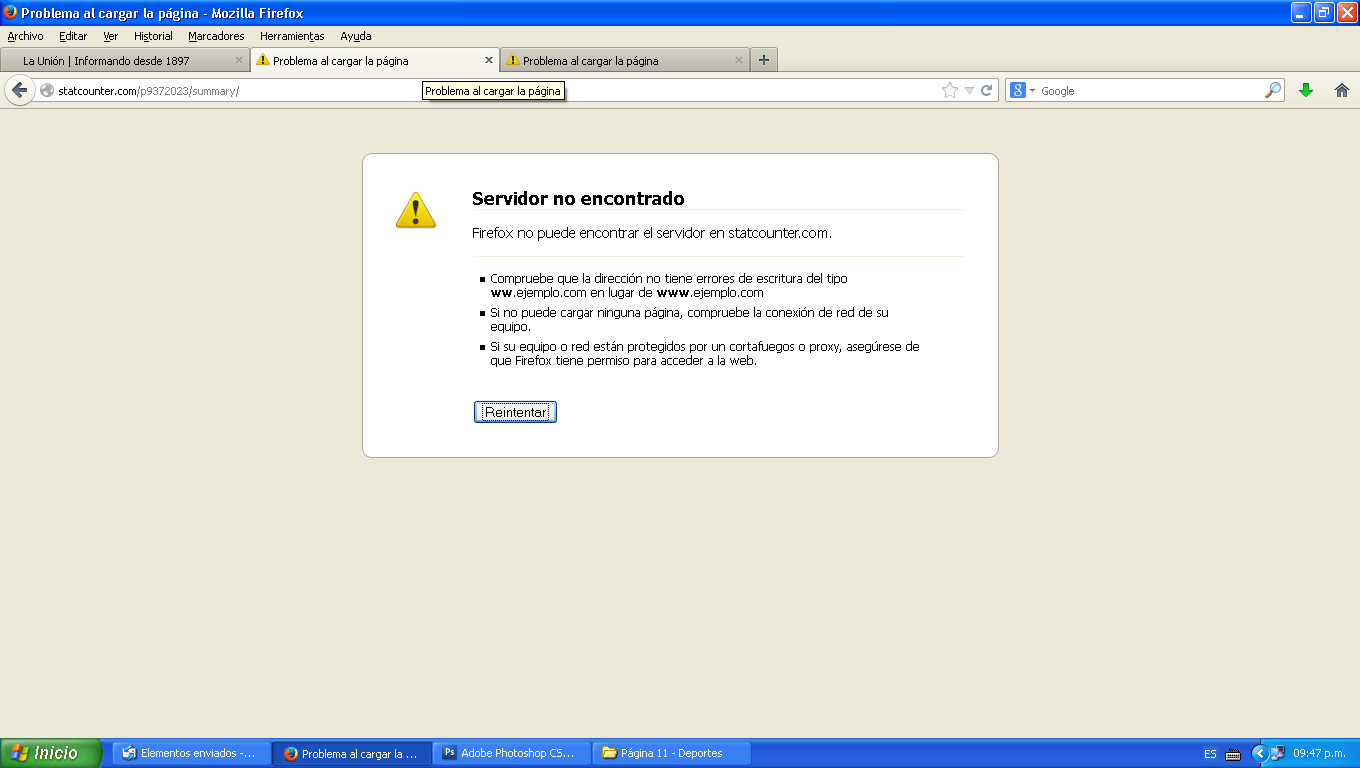 Problema al cargar la página - Mozilla Firefox
Archivo Editar Ver Historial Marcadores Herramientas Ayuda
La Unión | Informando desde 1897 Problema al cargar la página Problema al cargar la página
statcounter.com/p9372023/summary/ Google
Problema al cargar la página
Servidor no encontrado
Firefox no puede encontrar el servidor en statcounter.com.
Compruebe que la dirección no tiene errores de escritura del tipo
ww.ejemplo.com en lugar de www.ejemplo.com
Si no puede cargar ninguna página, compruebe la conexión de red de su
equipo.
Si su equipo o red están protegidos por un cortafuegos o proxy, asegúrese de
que Firefox tiene permiso para acceder a la web.
Reintentar
Inicio Elementos enviados -... Problema al cargar la ... Adobe Photoshop CS... Página 11 - Deportes ES 09:47 p.m.